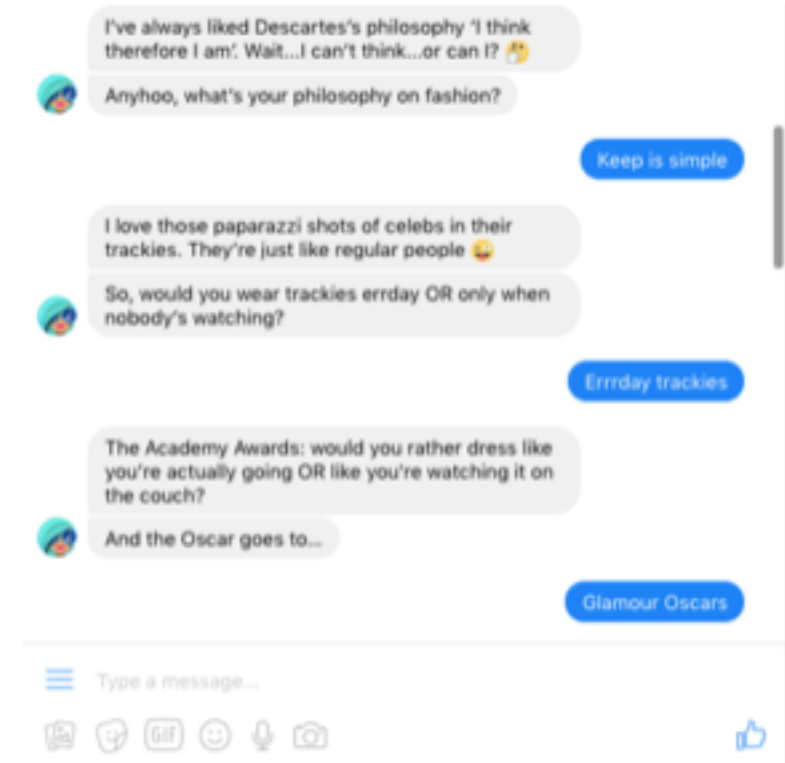 I've always liked Descartes's philosophy 'I think
therefore I am'. Wait...I can't think...or can I? 🤔
Anyhoo, what's your philosophy on fashion?
Keep is simple
I love those paparazzi shots of celebs in their
trackies. They're just like regular people 😜
So, would you wear trackies errday OR only when
nobody's watching?
Errrday trackies
The Academy Awards: would you rather dress like
you're actually going OR like you're watching it on
the couch?
And the Oscar goes to...
Glamour Oscars
Type a message...
GIF